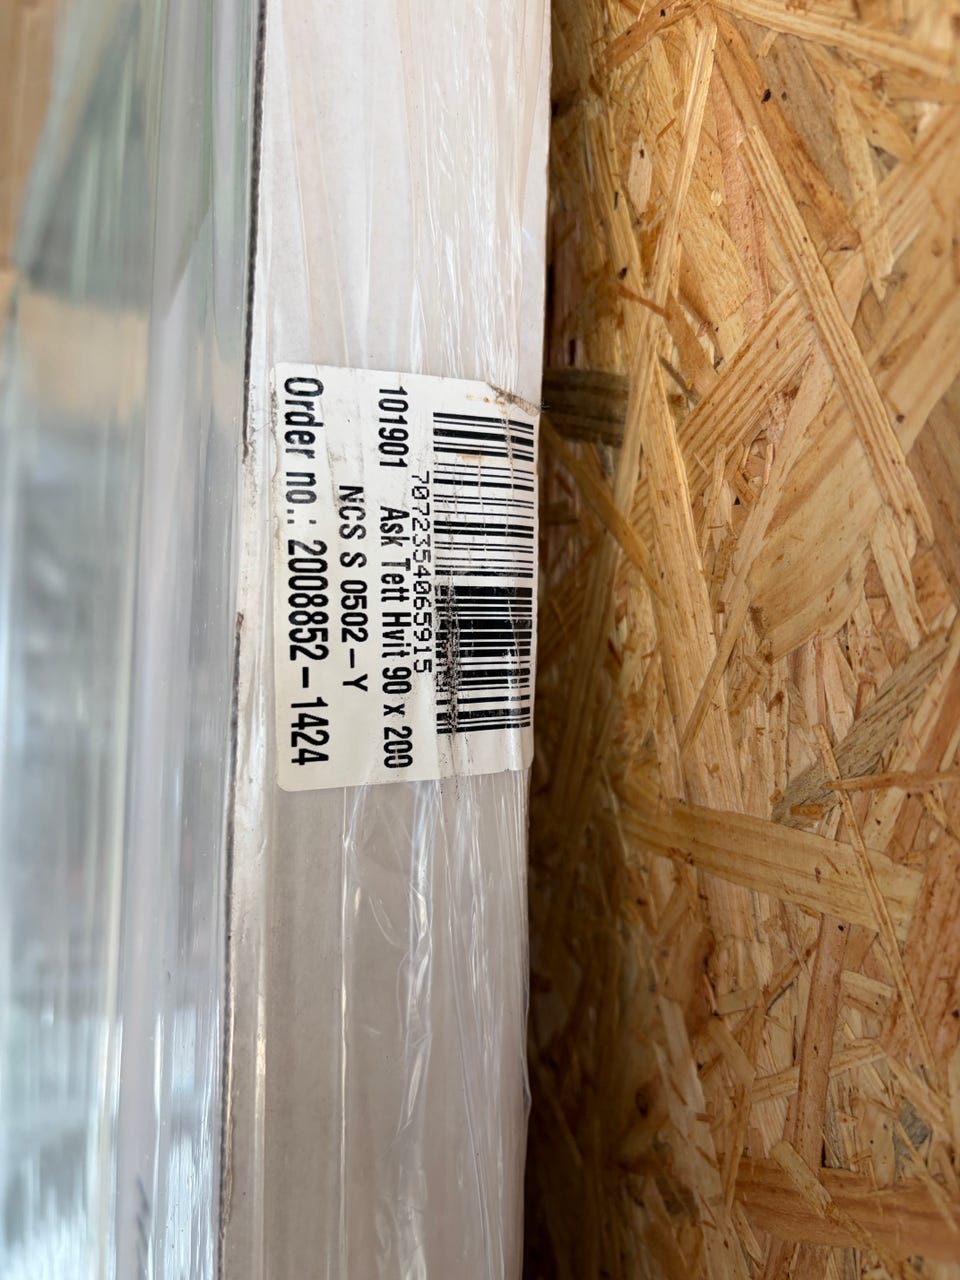 7072354065915
101901 Ask Tett Hvit 90 x 200
NCS S 0502-Y
Order no.: 2008852-1424